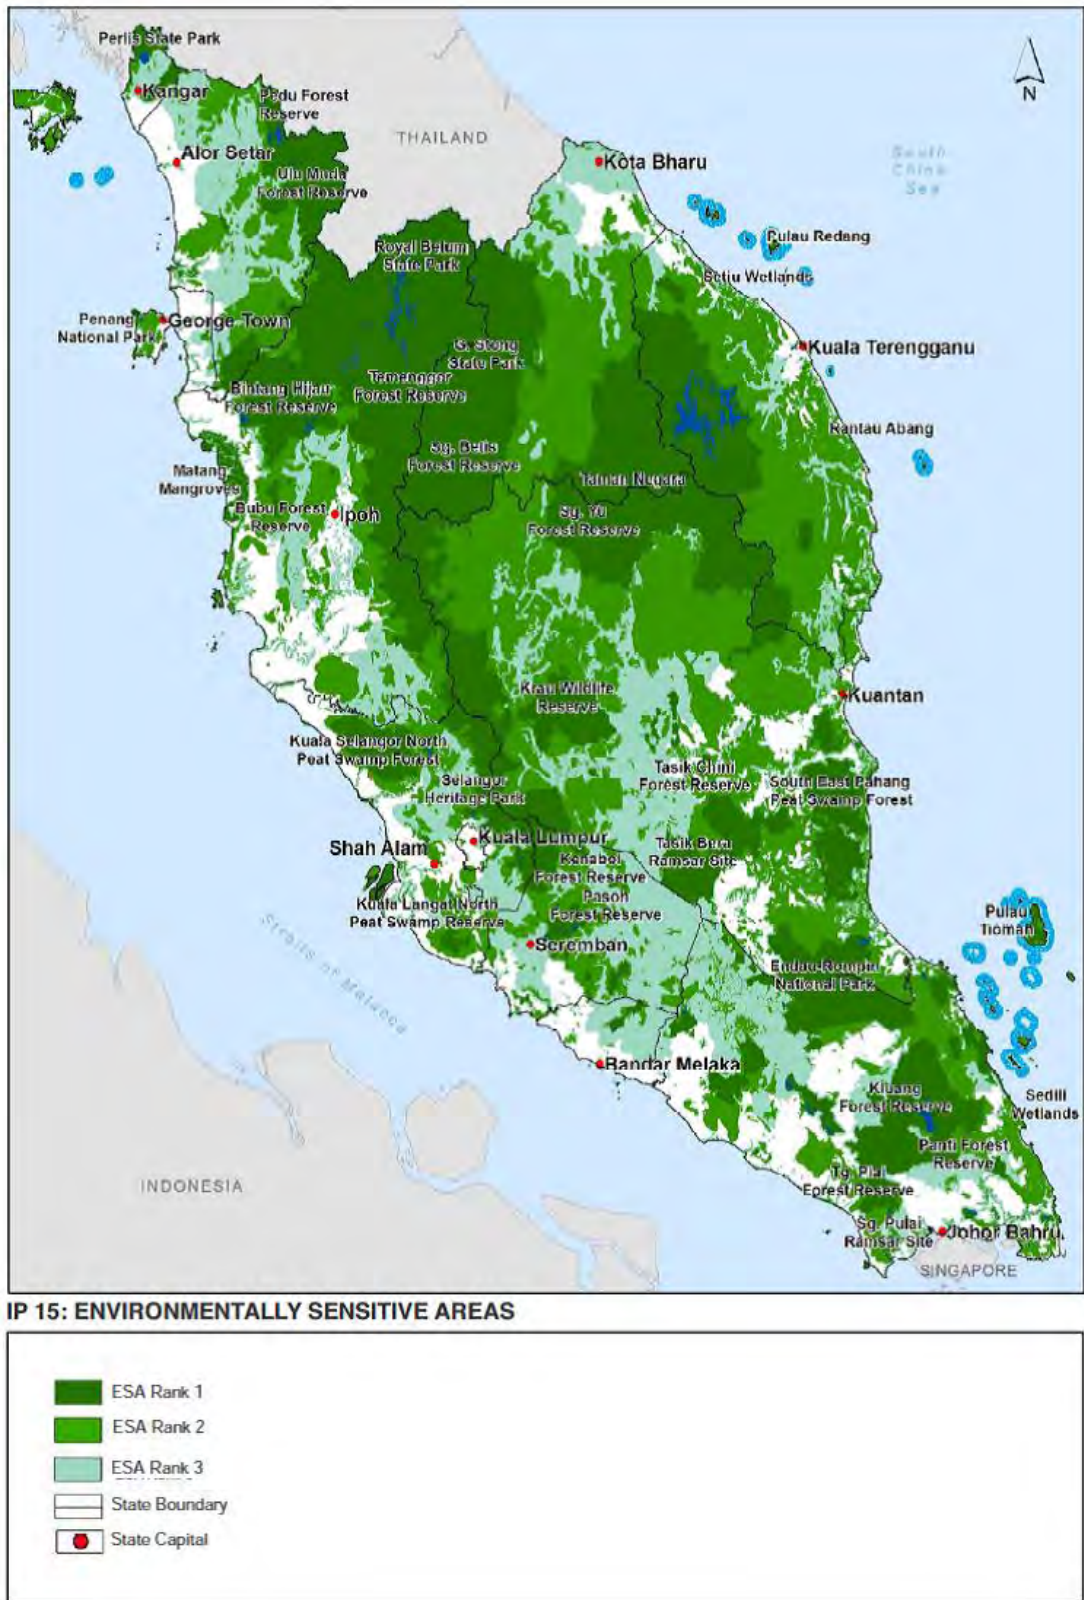 Perlis State Park
Kangar
Pedu Forest
Reserve
THAILAND
N
Alor Setar
Kota Bharu
South
China
Sea
Ulu Muda
Forest Reserve
Royal Belum
State Park
Pulau Redang
Setiu Wetlands
Penang
National Park
George Town
Kuala Terengganu
G. Stong
State Park
Temenggor
Forest Reserve
Bintang Hijau
Forest Reserve
Rantau Abang
Sg. Betis
Forest Reserve
Matang
Mangroves
Taman Negara
Bubu Forest
Reserve
Ipoh
Sg. Yu
Forest Reserve
Krau Wildlife
Reserve
Kuantan
Kuala Selangor North
Peat Swamp Forest
Tasik Chini
Forest Reserve
South East Pahang
Peat Swamp Forest
Selangor
Heritage Park
Kuala Lumpur
Shah Alam
Tasik Bera
Ramsar Site
Kenaboi
Forest Reserve
Pasoh
Forest Reserve
Kuala Langat North
Peat Swamp Reserve
Pulau
Tioman
Seremban
Straits of Malacca
Endau-Rompin
National Park
Bandar Melaka
Kluang
Forest Reserve
Sedili
Wetlands
Panti Forest
Reserve
INDONESIA
Tg. Piai
Forest Reserve
Sg. Pulai
Ramsar Site
Johor Bahru
SINGAPORE
IP 15: ENVIRONMENTALLY SENSITIVE AREAS
ESA Rank 1
ESA Rank 2
ESA Rank 3
State Boundary
State Capital